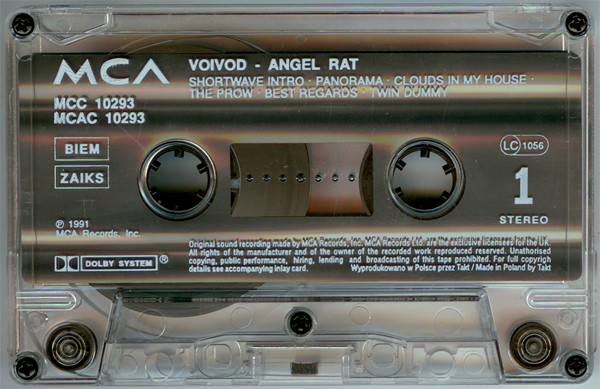 MCA
VOIVOD - ANGEL RAT
SHORTWAVE INTRO · PANORAMA · CLOUDS IN MY HOUSE ·
THE PROW · BEST REGARDS · TWIN DUMMY
MCC 10293
MCAC 10293
BIEM
ZAIKS
LC 1056
1
STEREO
℗ 1991
MCA Records, Inc.
DOLBY SYSTEM ®
Original sound recording made by MCA Records, Inc. MCA Records Ltd. are the exclusive licensees for the UK.
All rights of the manufacturer and of the owner of the recorded work reproduced reserved. Unauthorised
copying, public performance, hiring, lending and broadcasting of this tape prohibited. For full copyrigh
details see accompanying inlay card. Wyprodukowano w Polsce przez Takt / Made in Poland by Takt